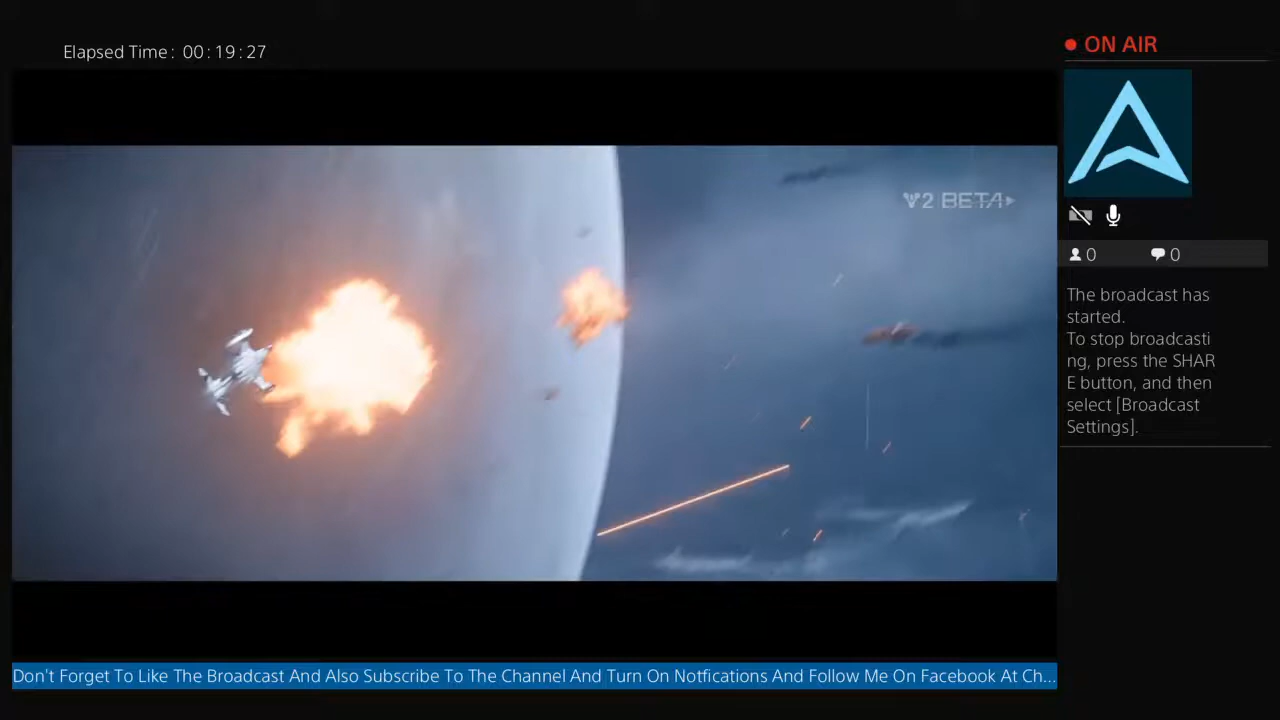 Elapsed Time: 00:19:27
ON AIR
2 BETA
0 0
The broadcast has
started.
To stop broadcasti
ng, press the SHAR
E button, and then
select [Broadcast
Settings].
Don't Forget To Like The Broadcast And Also Subscribe To The Channel And Turn On Notfications And Follow Me On Facebook At Ch...